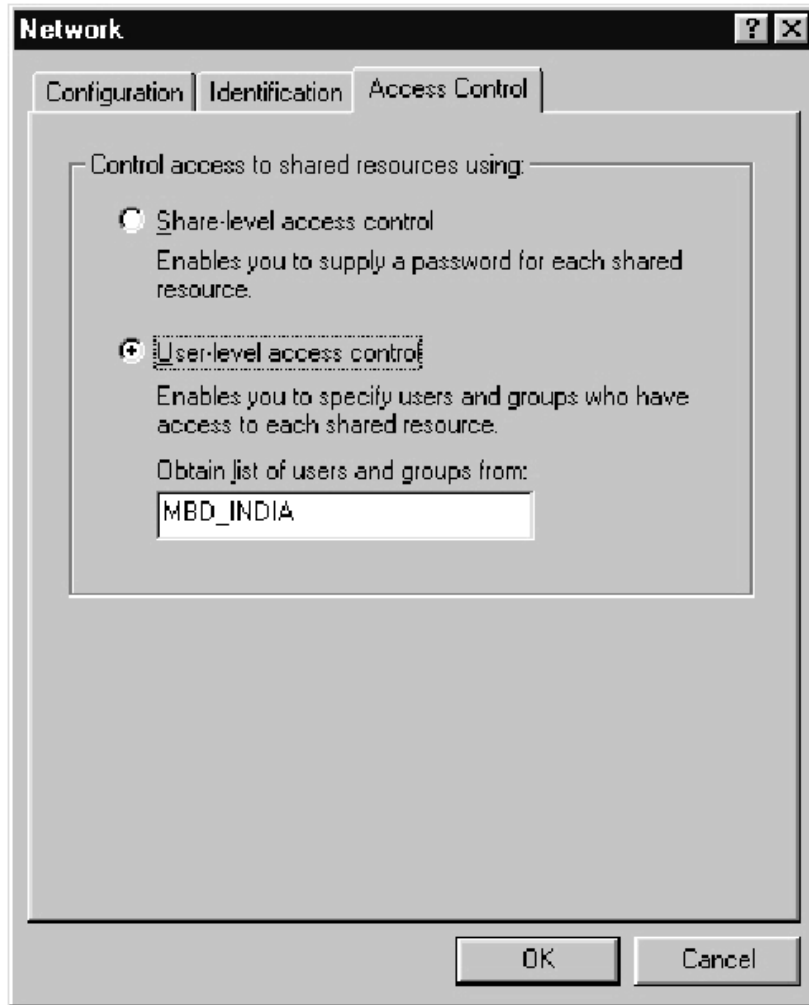 Network
Configuration Identification Access Control
Control access to shared resources using:
Share-level access control
Enables you to supply a password for each shared
resource.
User-level access control
Enables you to specify users and groups who have
access to each shared resource.
Obtain list of users and groups from:
MBD_INDIA
OK Cancel